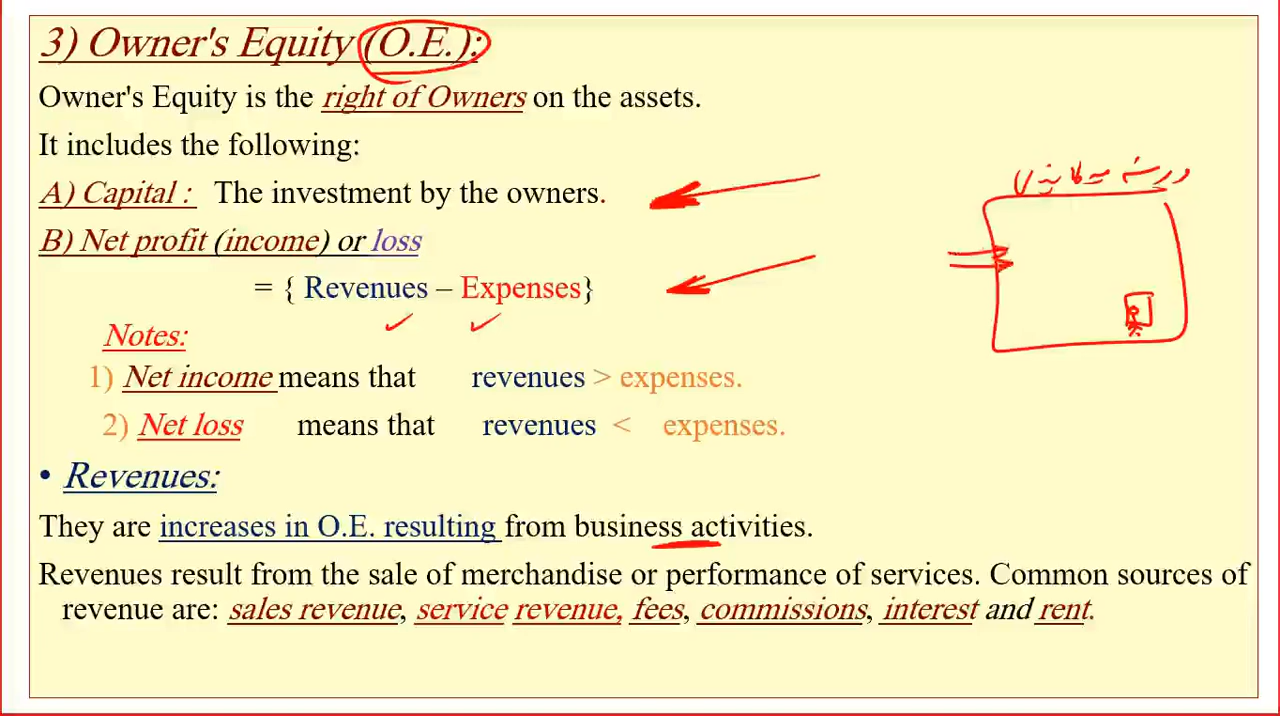 3) Owner's Equity (O.E.):
Owner's Equity is the right of Owners on the assets.
It includes the following:
A) Capital : The investment by the owners.
B) Net profit (income) or loss
= { Revenues – Expenses}
Notes:
1) Net income means that revenues > expenses.
2) Net loss means that revenues < expenses.
• Revenues:
They are increases in O.E. resulting from business activities.
Revenues result from the sale of merchandise or performance of services. Common sources of
revenue are: sales revenue, service revenue, fees, commissions, interest and rent.